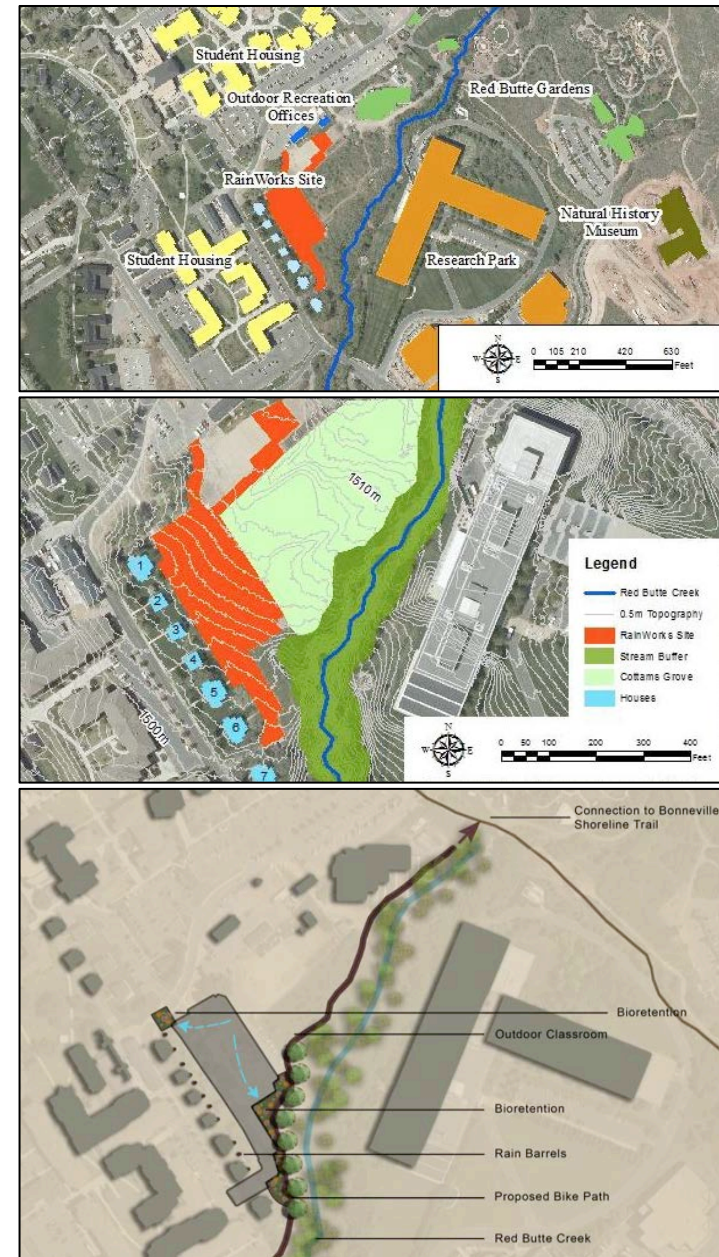 Student Housing
Outdoor Recreation
Offices
Red Butte Gardens
RainWorks Site
Natural History
Museum
Student Housing
Research Park
N
W E
S
0 105 210 420 630
Feet
1510 m
1
2
3
4
5
6
7
1500 m
Legend
Red Butte Creek
0.5m Topography
RainWorks Site
Stream Buffer
Cottams Grove
Houses
N
W E
S
0 50 100 200 300 400
Feet
Connection to Bonneville
Shoreline Trail
Bioretention
Outdoor Classroom
Bioretention
Rain Barrels
Proposed Bike Path
Red Butte Creek